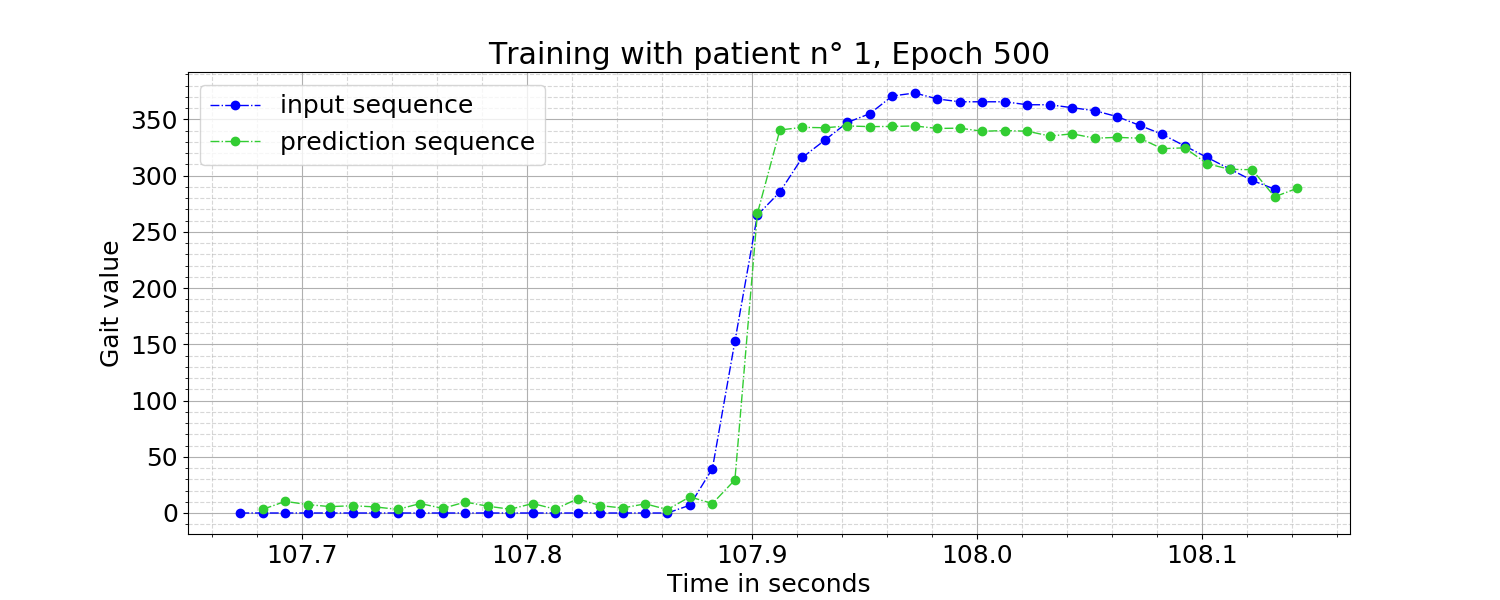 Training with patient n° 1, Epoch 500
input sequence
prediction sequence
350
300
250
200
150
100
50
0
Gait value
107.7 107.8 107.9 108.0 108.1
Time in seconds